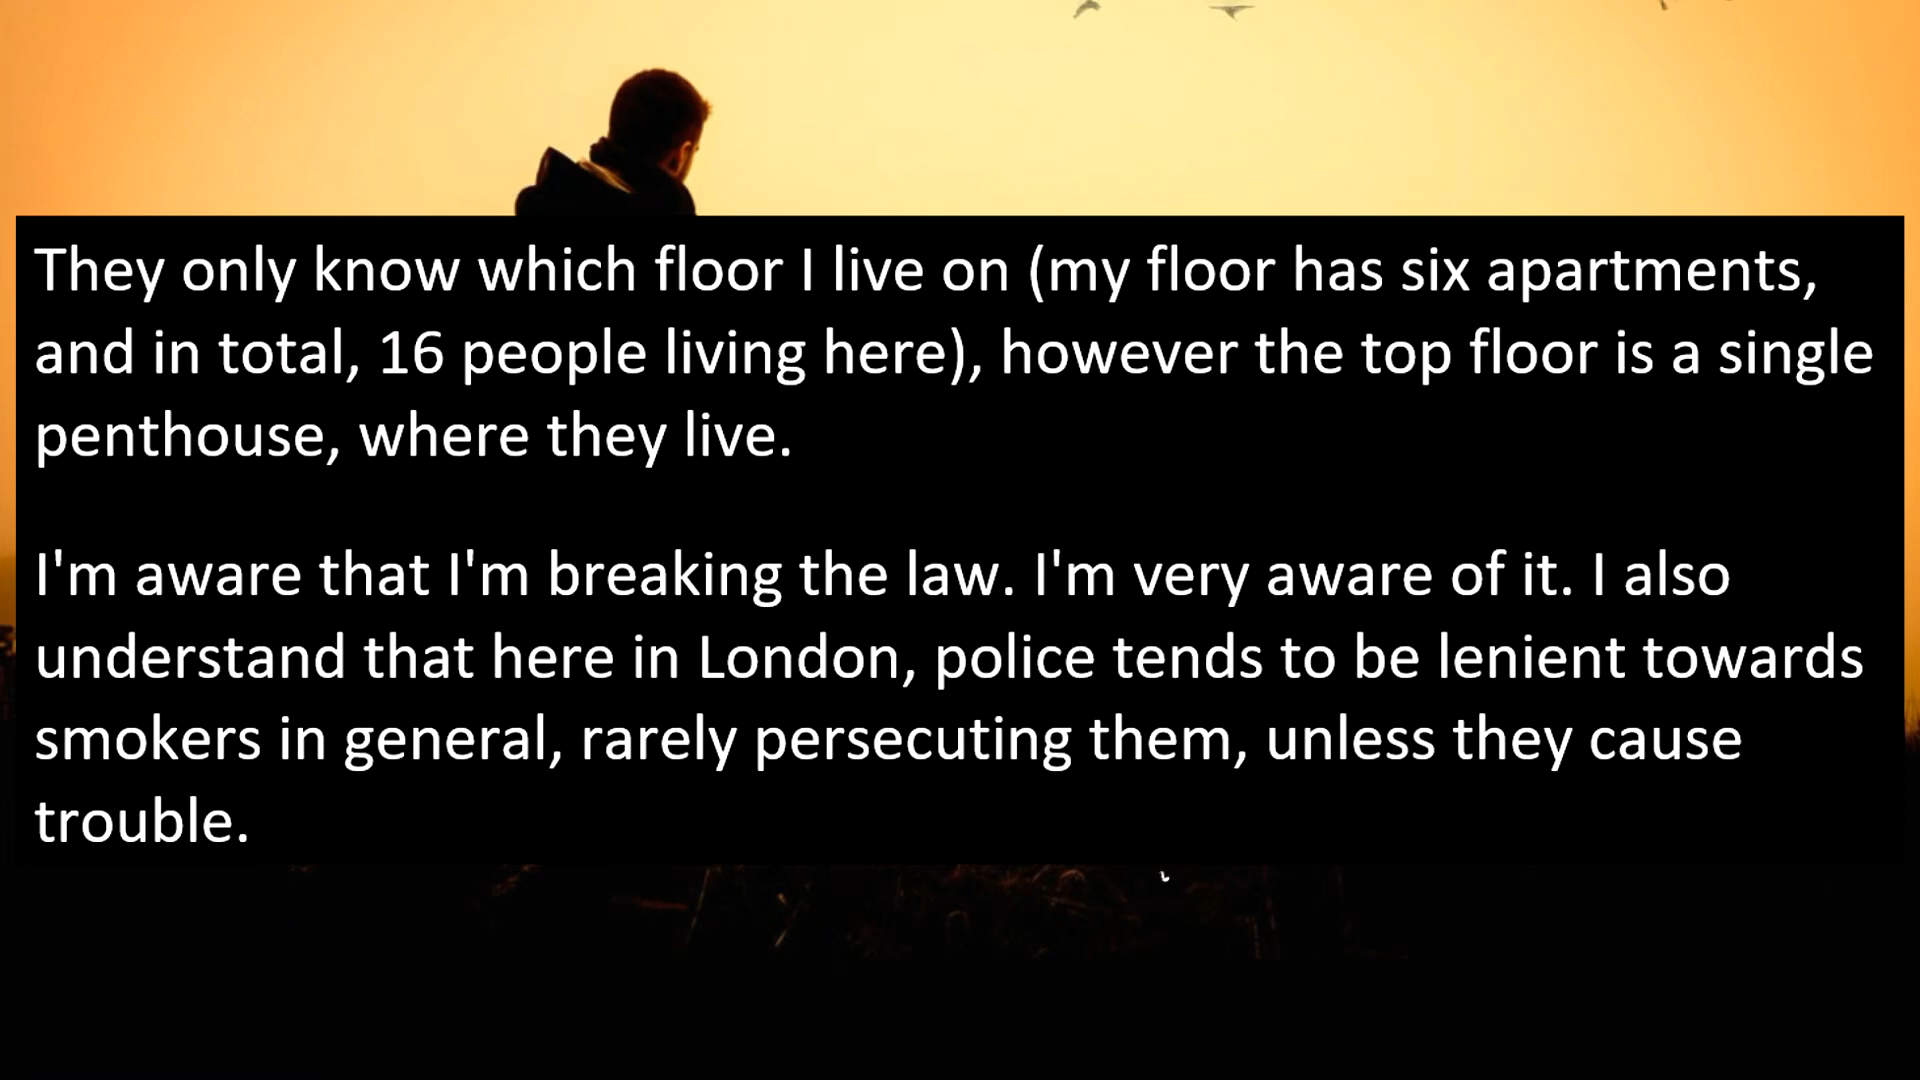 They only know which floor I live on (my floor has six apartments,
and in total, 16 people living here), however the top floor is a single
penthouse, where they live.
I'm aware that I'm breaking the law. I'm very aware of it. I also
understand that here in London, police tends to be lenient towards
smokers in general, rarely persecuting them, unless they cause
trouble.